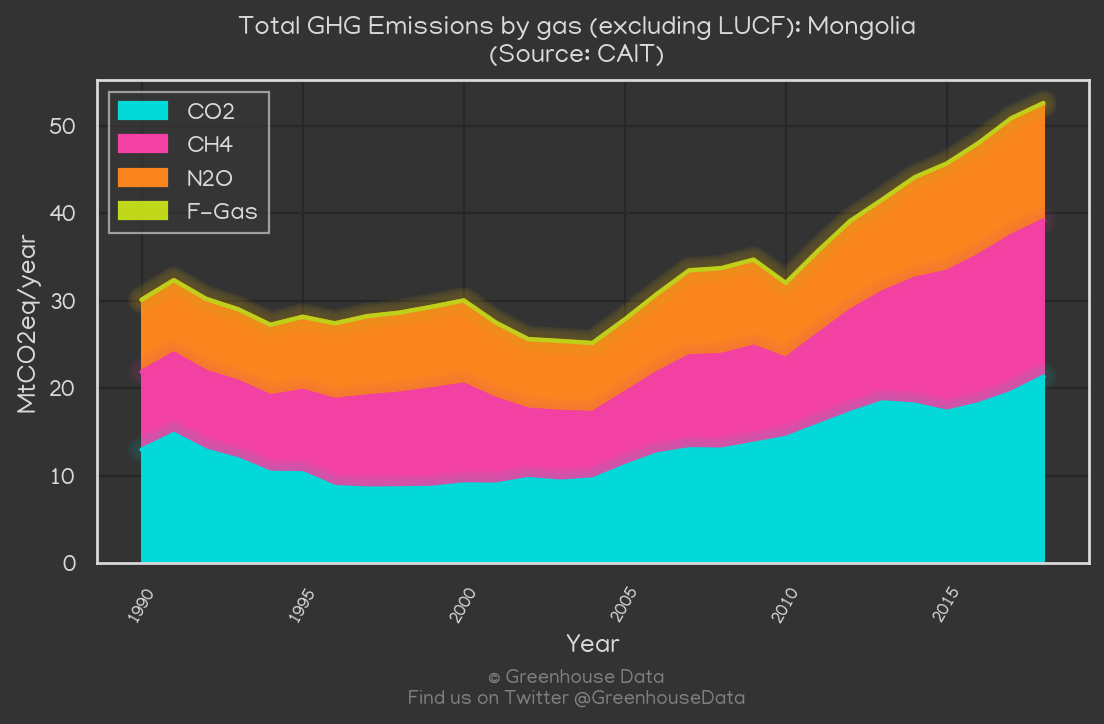 Total GHG Emissions by gas (excluding LUCF): Mongolia
(Source: CAIT)
CO2
CH4
N2O
F-Gas
MtCO2eq/year
50
40
30
20
10
0
1990
1995
2000
2005
2010
2015
Year
© Greenhouse Data
Find us on Twitter @GreenhouseData